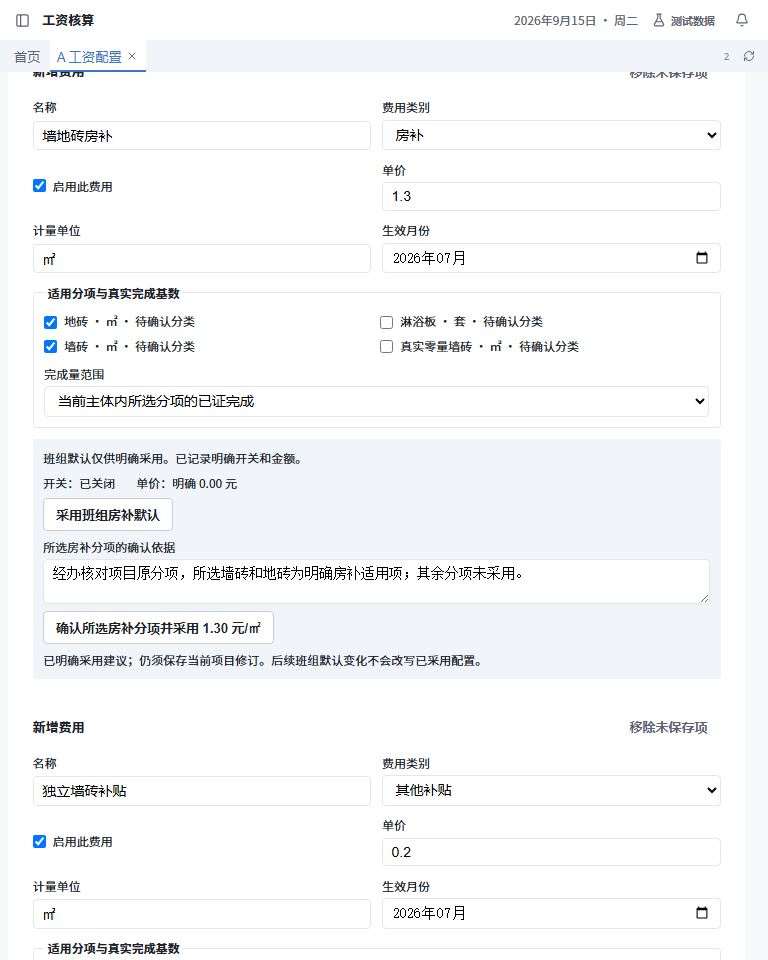 工资核算
2026年9月15日 · 周二 测试数据
首页 A 工资配置 × 2
新增费用 移除未保存项
名称 费用类别
墙地砖房补 房补
启用此费用 单价
1.3
计量单位 生效月份
㎡ 2026年07月
适用分项与真实完成基数
地砖 · ㎡ · 待确认分类 淋浴板 · 套 · 待确认分类
墙砖 · ㎡ · 待确认分类 真实零量墙砖 · ㎡ · 待确认分类
完成量范围
当前主体内所选分项的已证完成
班组默认仅供明确采用。已记录明确开关和金额。
开关：已关闭 单价：明确 0.00 元
采用班组房补默认
所选房补分项的确认依据
经办核对项目原分项，所选墙砖和地砖为明确房补适用项；其余分项未采用。
确认所选房补分项并采用 1.30 元/㎡
已明确采用建议；仍须保存当前项目修订。后续班组默认变化不会改写已采用配置。
新增费用 移除未保存项
名称 费用类别
独立墙砖补贴 其他补贴
启用此费用 单价
0.2
计量单位 生效月份
㎡ 2026年07月
适用分项与真实完成基数